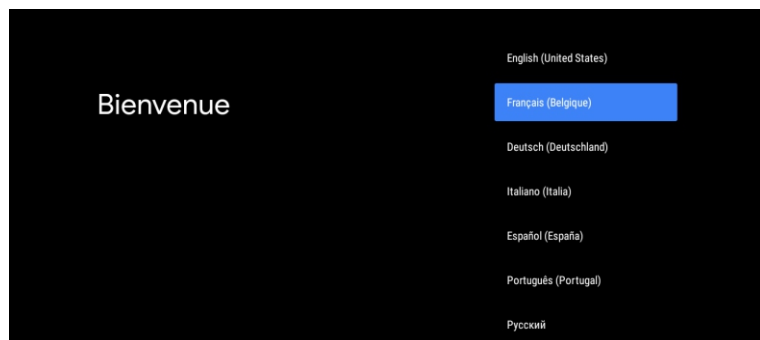 Bienvenue
English (United States)
Français (Belgique)
Deutsch (Deutschland)
Italiano (Italia)
Español (España)
Português (Portugal)
Русский